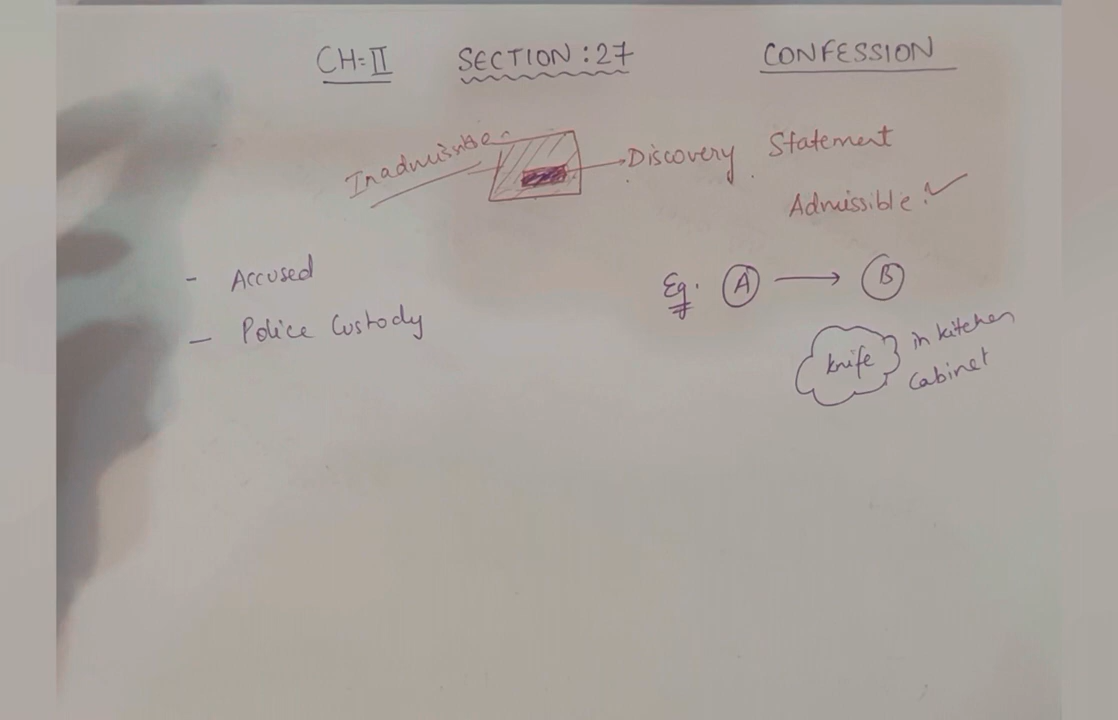 CH=II SECTION:27 CONFESSION
Inadmissible
Discovery Statement
Admissible
- Accused
- Police Custody
Eg. A → B
knife in kitchen
cabinet